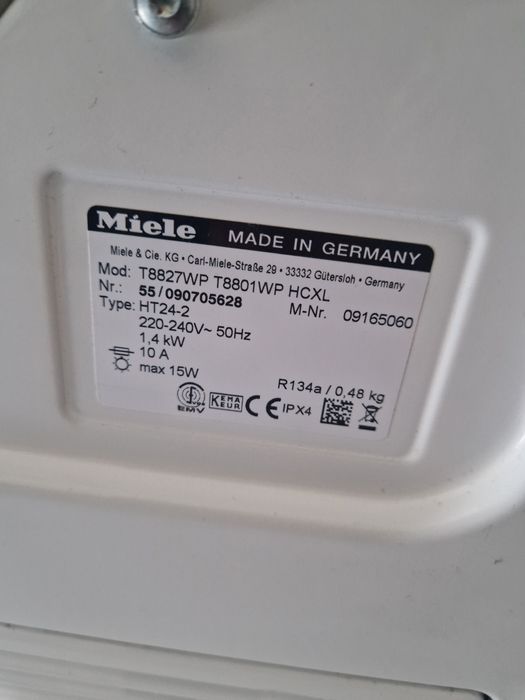 Miele MADE IN GERMANY
Miele & Cie. KG • Carl-Miele-Straße 29 • 33332 Gütersloh • Germany
Mod: T8827WP T8801WP HCXL
Nr.: 55/090705628 M-Nr. 09165060
Type: HT24-2
220-240V~ 50Hz
1,4 kW
10 A
max 15W R134a / 0,48 kg
EMV KEMA KEUR CE IPX4